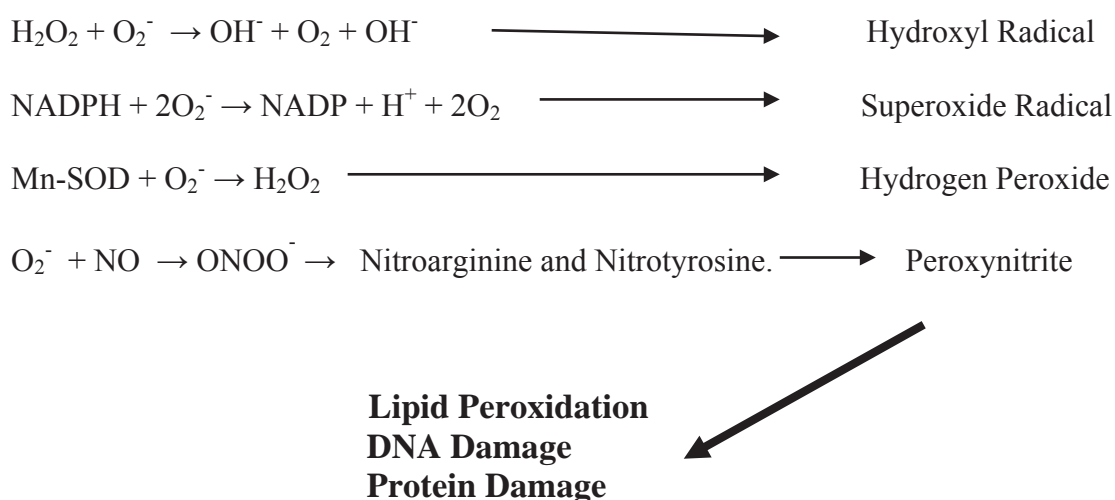 H₂O₂ + O₂⁻ → OH⁻ + O₂ + OH⁻ → Hydroxyl Radical
NADPH + 2O₂⁻ → NADP + H⁺ + 2O₂ → Superoxide Radical
Mn-SOD + O₂⁻ → H₂O₂ → Hydrogen Peroxide
O₂⁻ + NO → ONOO⁻ → Nitroarginine and Nitrotyrosine. → Peroxynitrite
Lipid Peroxidation
DNA Damage
Protein Damage